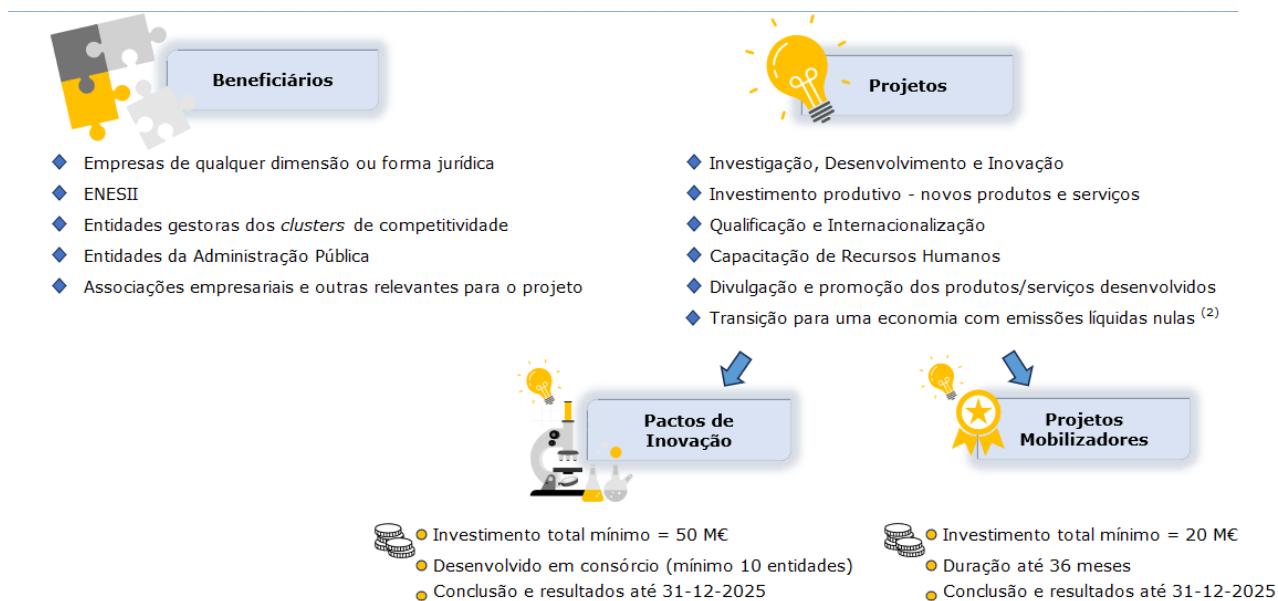 Beneficiários
Empresas de qualquer dimensão ou forma jurídica
ENESII
Entidades gestoras dos clusters de competitividade
Entidades da Administração Pública
Associações empresariais e outras relevantes para o projeto
Projetos
Investigação, Desenvolvimento e Inovação
Investimento produtivo - novos produtos e serviços
Qualificação e Internacionalização
Capacitação de Recursos Humanos
Divulgação e promoção dos produtos/serviços desenvolvidos
Transição para uma economia com emissões líquidas nulas (2)
Pactos de
Inovação
Investimento total mínimo = 50 M€
Desenvolvido em consórcio (mínimo 10 entidades)
Conclusão e resultados até 31-12-2025
Projetos
Mobilizadores
Investimento total mínimo = 20 M€
Duração até 36 meses
Conclusão e resultados até 31-12-2025